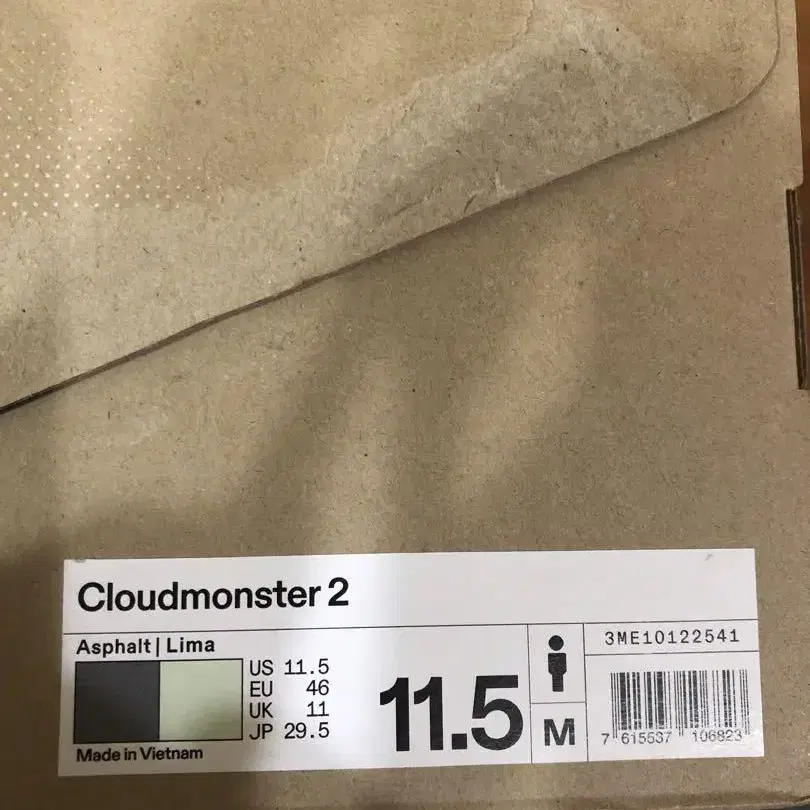 Cloudmonster 2
Asphalt | Lima
US 11.5
EU 46
UK 11
JP 29.5
Made in Vietnam
11.5
M
3ME10122541
7 615537 106823